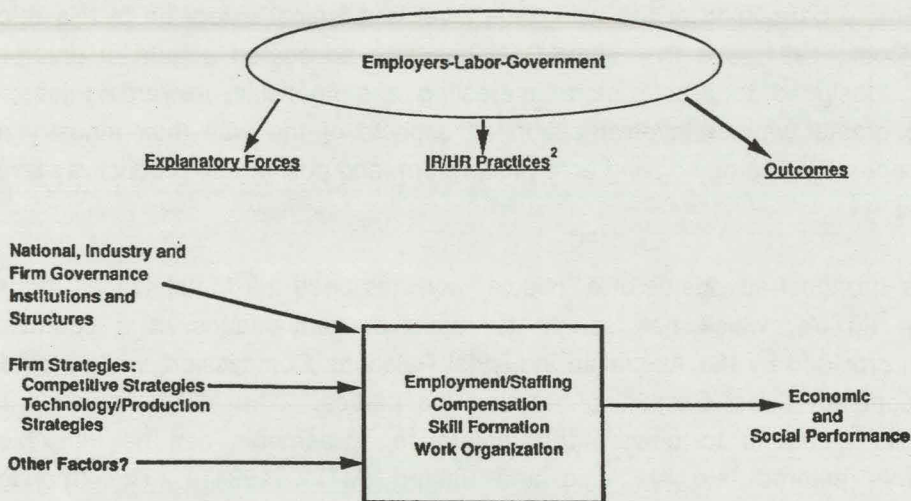 Employers-Labor-Government
Explanatory Forces
IR/HR Practices2
Outcomes
National, Industry and
Firm Governance
Institutions and
Structures
Firm Strategies:
Competitive Strategies
Technology/Production
Strategies
Other Factors?
Employment/Staffing
Compensation
Skill Formation
Work Organization
Economic
and
Social Performance